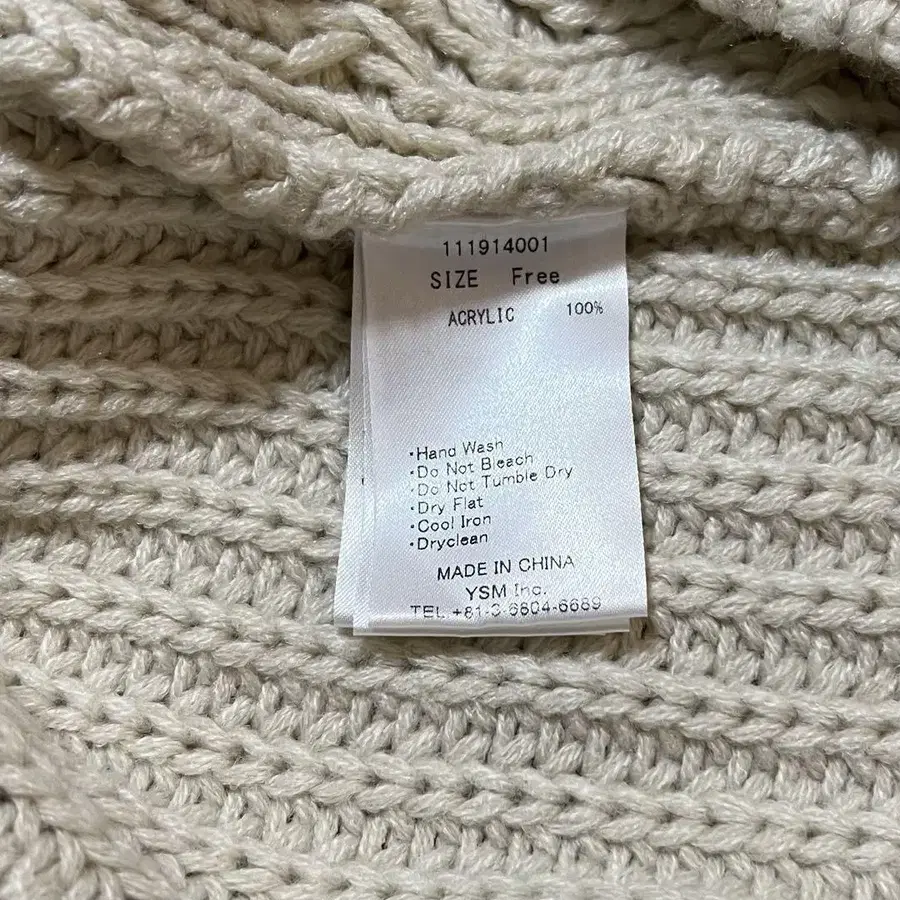 111914001
SIZE Free
ACRYLIC 100%
・Hand Wash
・Do Not Bleach
・Do Not Tumble Dry
・Dry Flat
・Cool Iron
・Dryclean
MADE IN CHINA
YSM Inc.
TEL +81-3-6804-6689